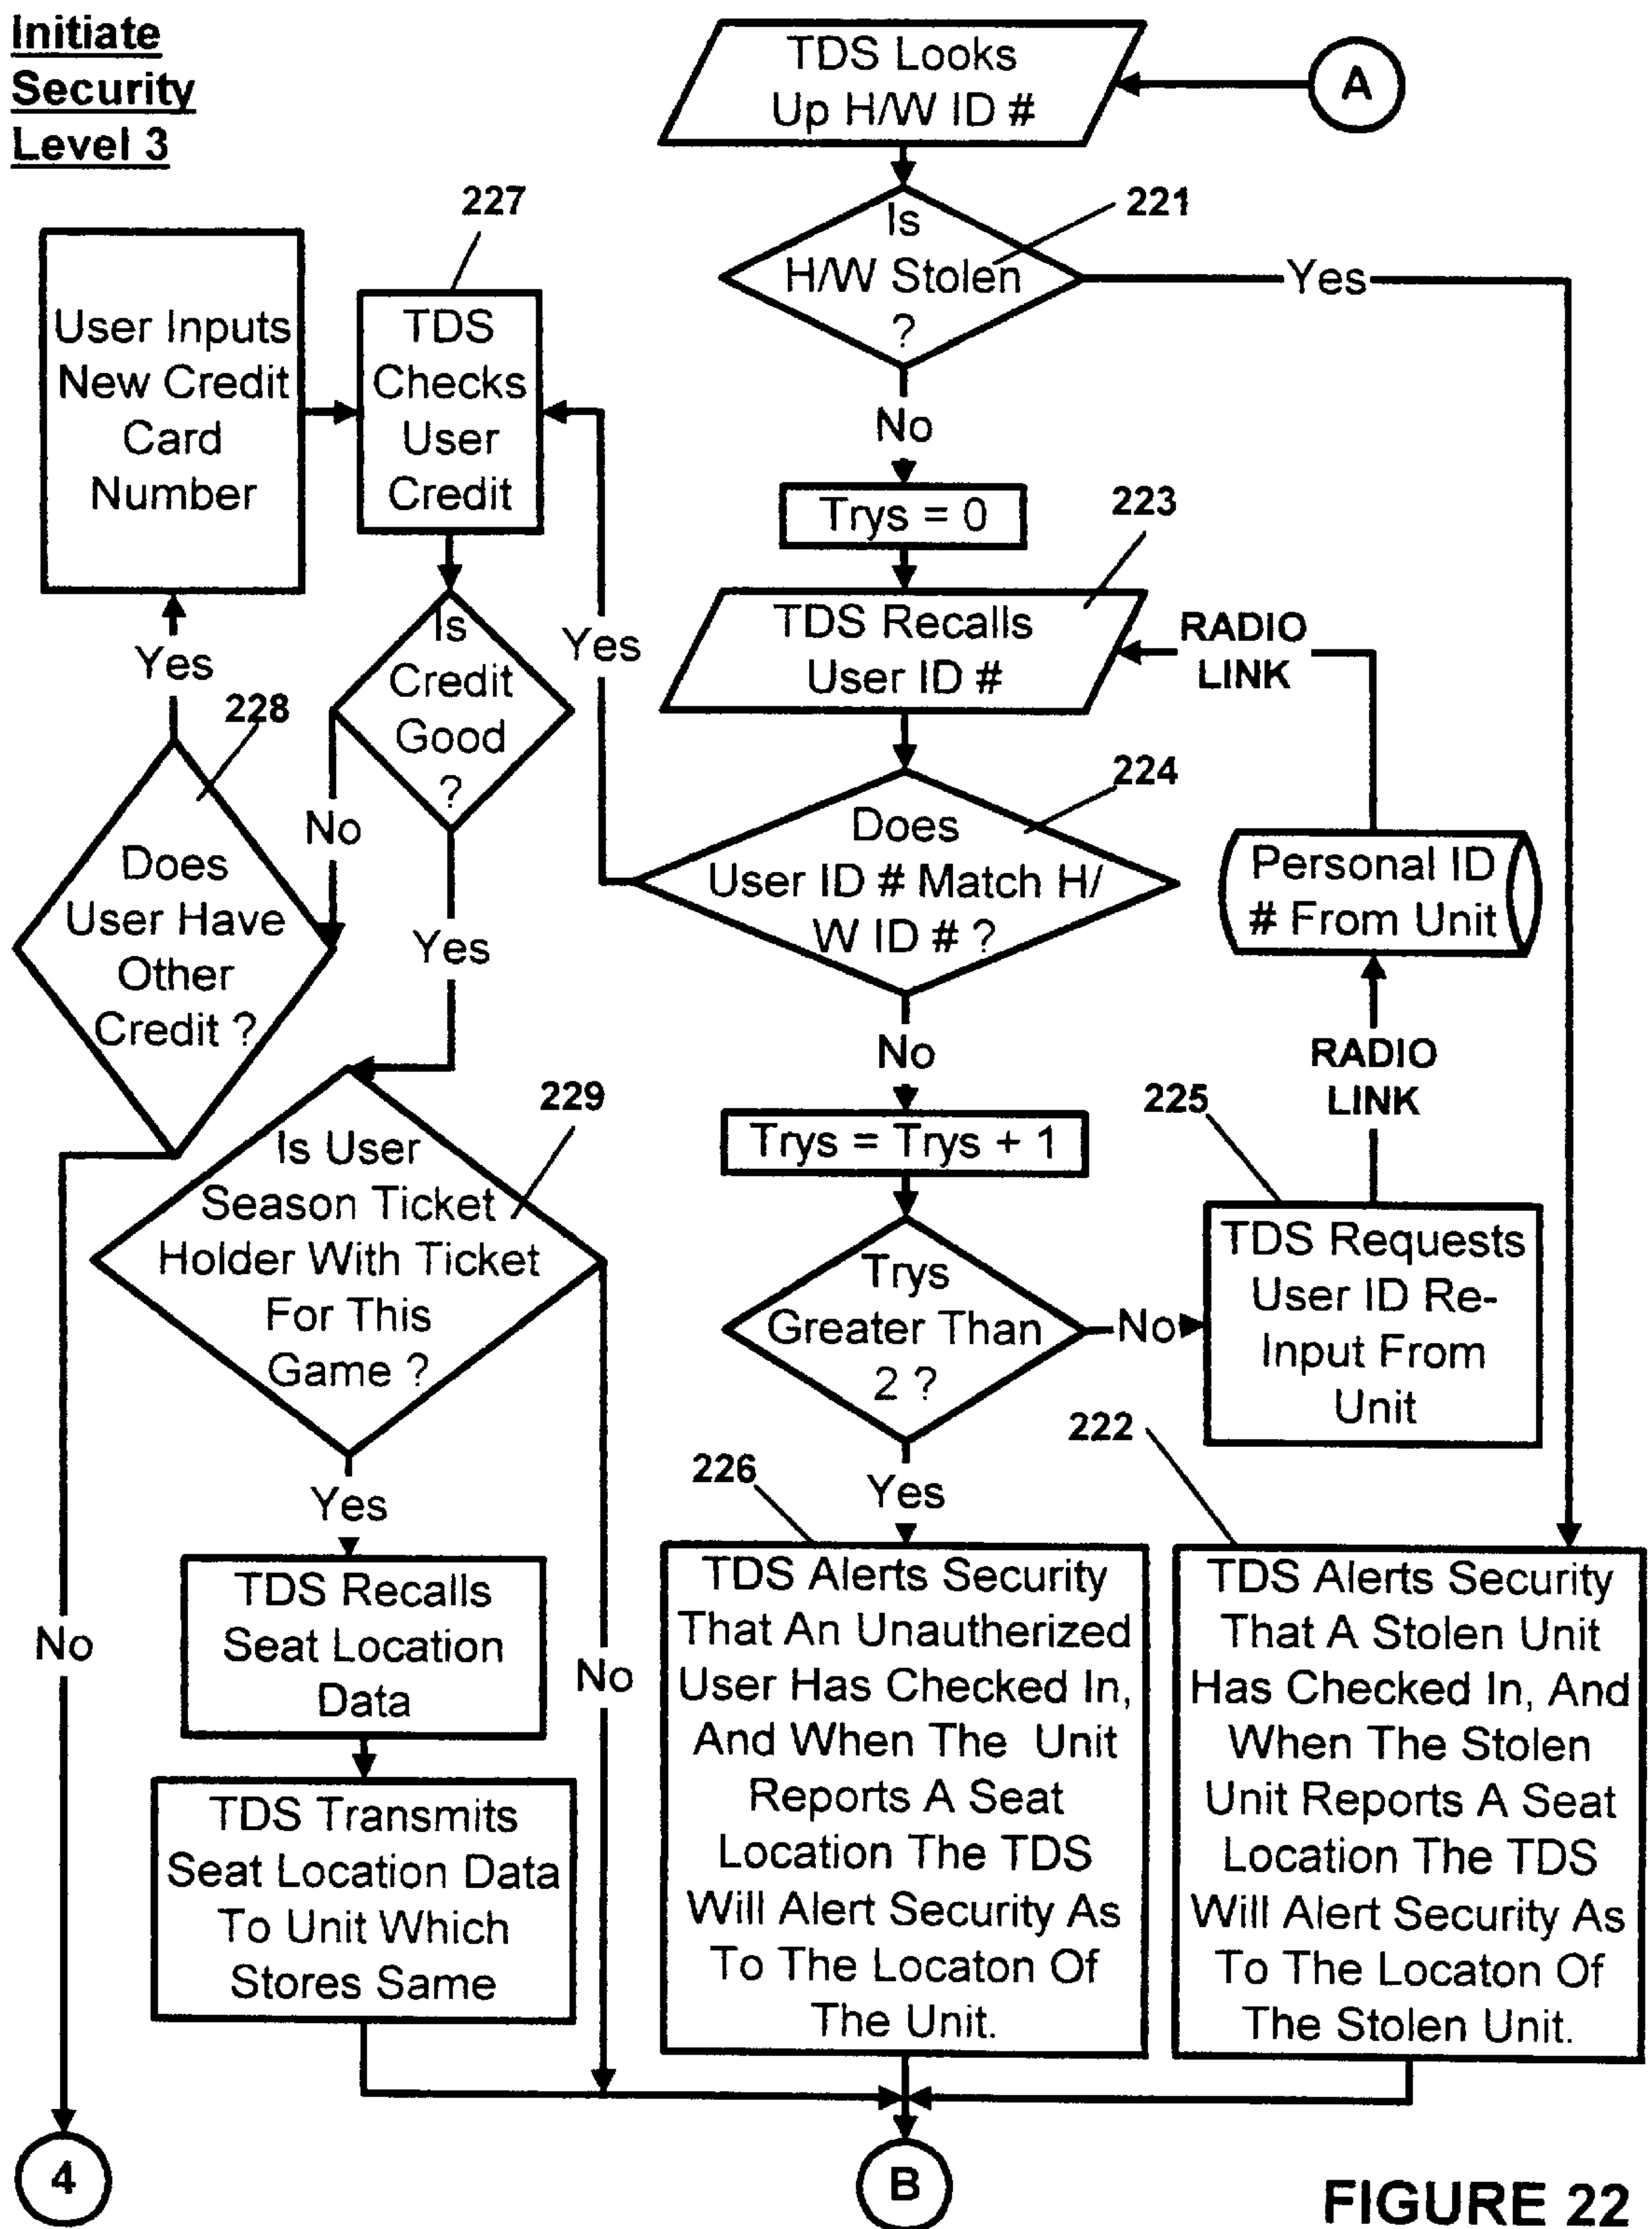 Initiate
Security
Level 3
TDS Looks
Up H/W ID #
A
221
Is
H/W Stolen
?
Yes
No
Trys = 0
223
TDS Recalls
User ID #
RADIO
LINK
224
Does
User ID # Match H/
W ID # ?
Yes
No
Personal ID
# From Unit
RADIO
LINK
Trys = Trys + 1
225
Trys
Greater Than
2 ?
No
TDS Requests
User ID Re-
Input From
Unit
Yes
226
TDS Alerts Security
That An Unautherized
User Has Checked In,
And When The Unit
Reports A Seat
Location The TDS
Will Alert Security As
To The Locaton Of
The Unit.
222
TDS Alerts Security
That A Stolen Unit
Has Checked In, And
When The Stolen
Unit Reports A Seat
Location The TDS
Will Alert Security As
To The Locaton Of
The Stolen Unit.
227
User Inputs
New Credit
Card
Number
TDS
Checks
User
Credit
Is
Credit
Good
?
Yes
228
No
Does
User Have
Other
Credit ?
Yes
229
Is User
Season Ticket
Holder With Ticket
For This
Game ?
Yes
No
No
TDS Recalls
Seat Location
Data
TDS Transmits
Seat Location Data
To Unit Which
Stores Same
4
B
FIGURE 22